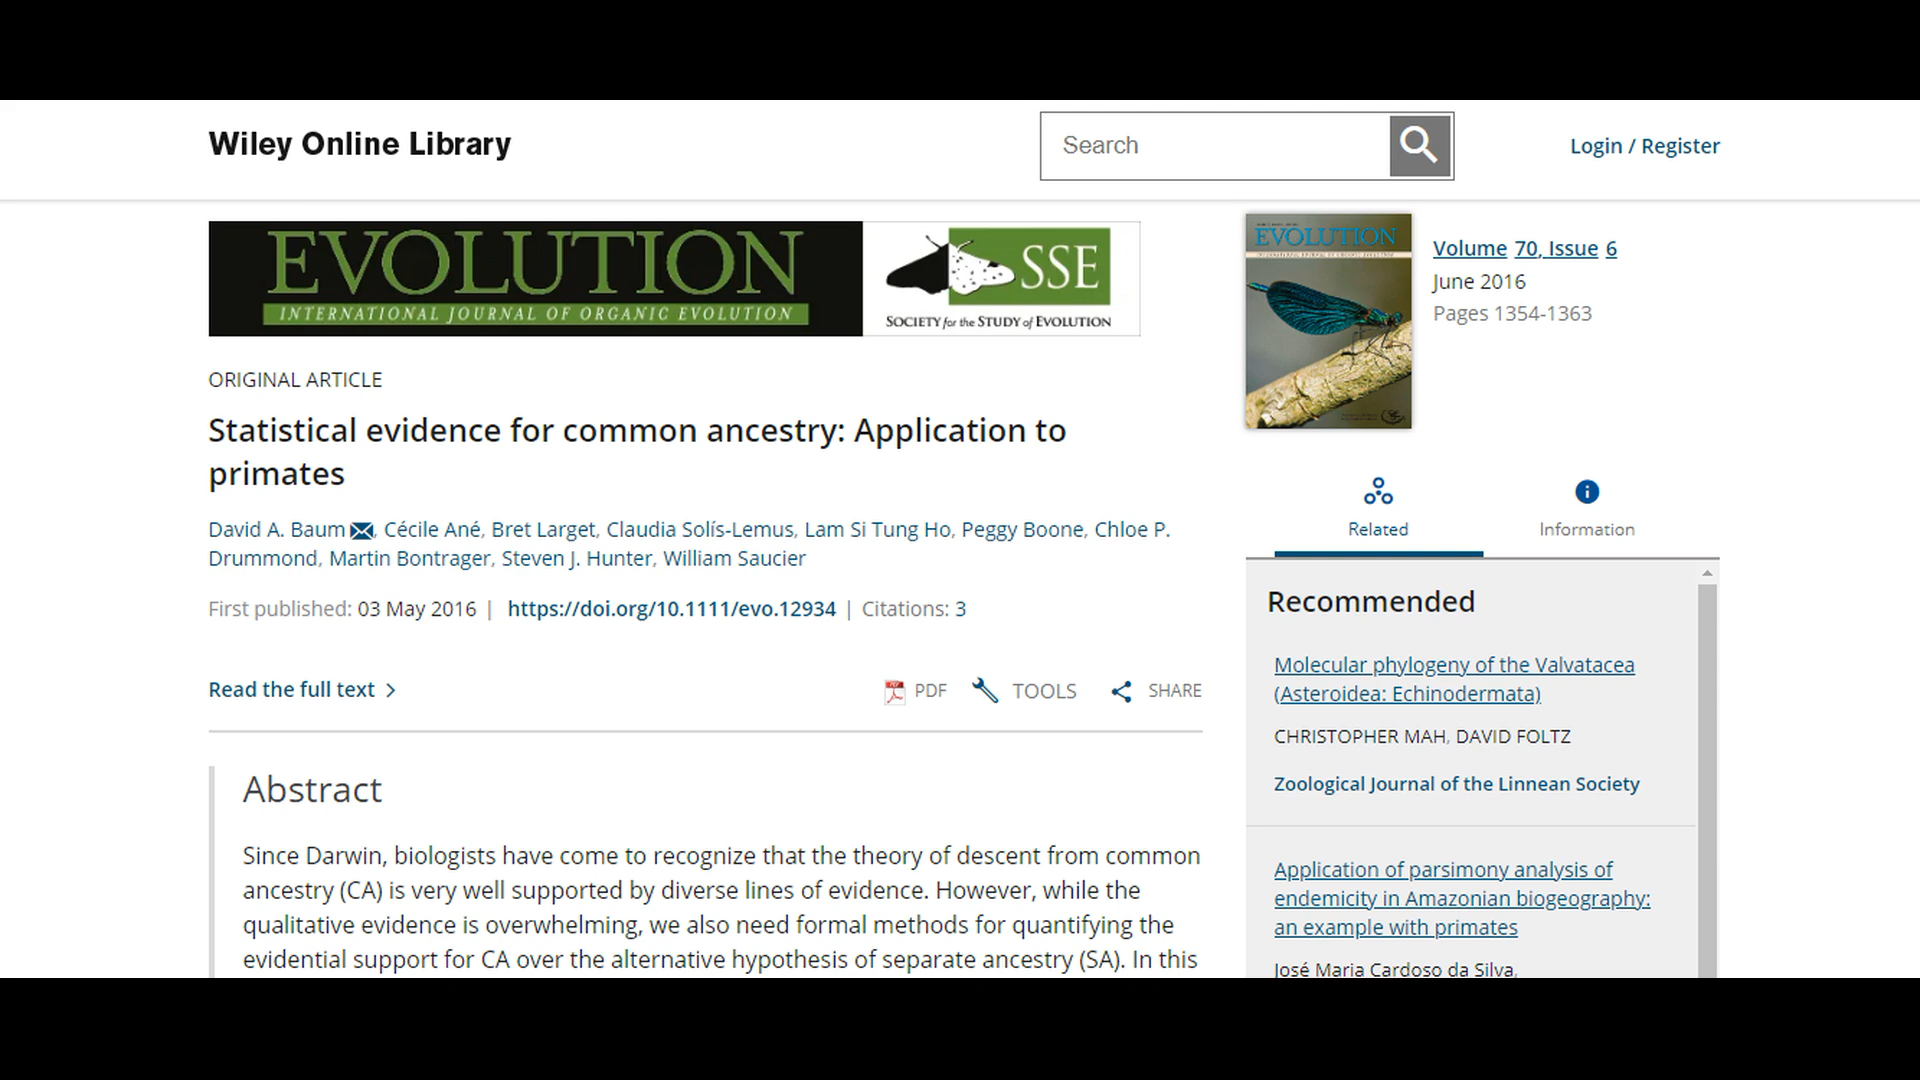 Wiley Online Library
Search
Login / Register
EVOLUTION
INTERNATIONAL JOURNAL OF ORGANIC EVOLUTION
SSE
SOCIETY for the STUDY of EVOLUTION
EVOLUTION
Volume 70, Issue 6
June 2016
Pages 1354-1363
ORIGINAL ARTICLE
Statistical evidence for common ancestry: Application to
primates
David A. Baum, Cécile Ané, Bret Larget, Claudia Solís-Lemus, Lam Si Tung Ho, Peggy Boone, Chloe P.
Drummond, Martin Bontrager, Steven J. Hunter, William Saucier
First published: 03 May 2016 | https://doi.org/10.1111/evo.12934 | Citations: 3
Read the full text
PDF TOOLS SHARE
Abstract
Since Darwin, biologists have come to recognize that the theory of descent from common
ancestry (CA) is very well supported by diverse lines of evidence. However, while the
qualitative evidence is overwhelming, we also need formal methods for quantifying the
evidential support for CA over the alternative hypothesis of separate ancestry (SA). In this
Related
Information
Recommended
Molecular phylogeny of the Valvatacea
(Asteroidea: Echinodermata)
CHRISTOPHER MAH, DAVID FOLTZ
Zoological Journal of the Linnean Society
Application of parsimony analysis of
endemicity in Amazonian biogeography:
an example with primates
José Maria Cardoso da Silva,